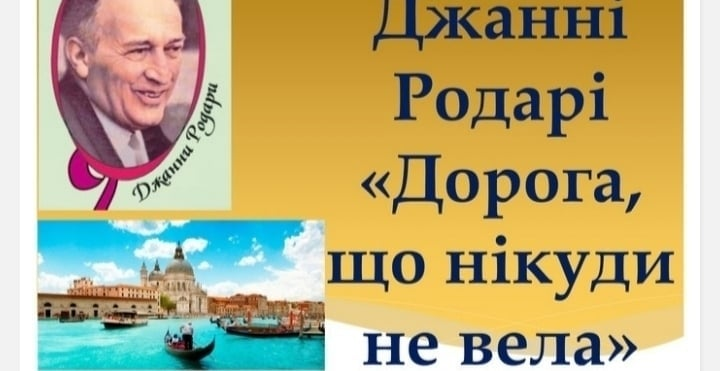 Джанни Родари
Джанні
Родарі
«Дорога,
що нікуди
не вела»